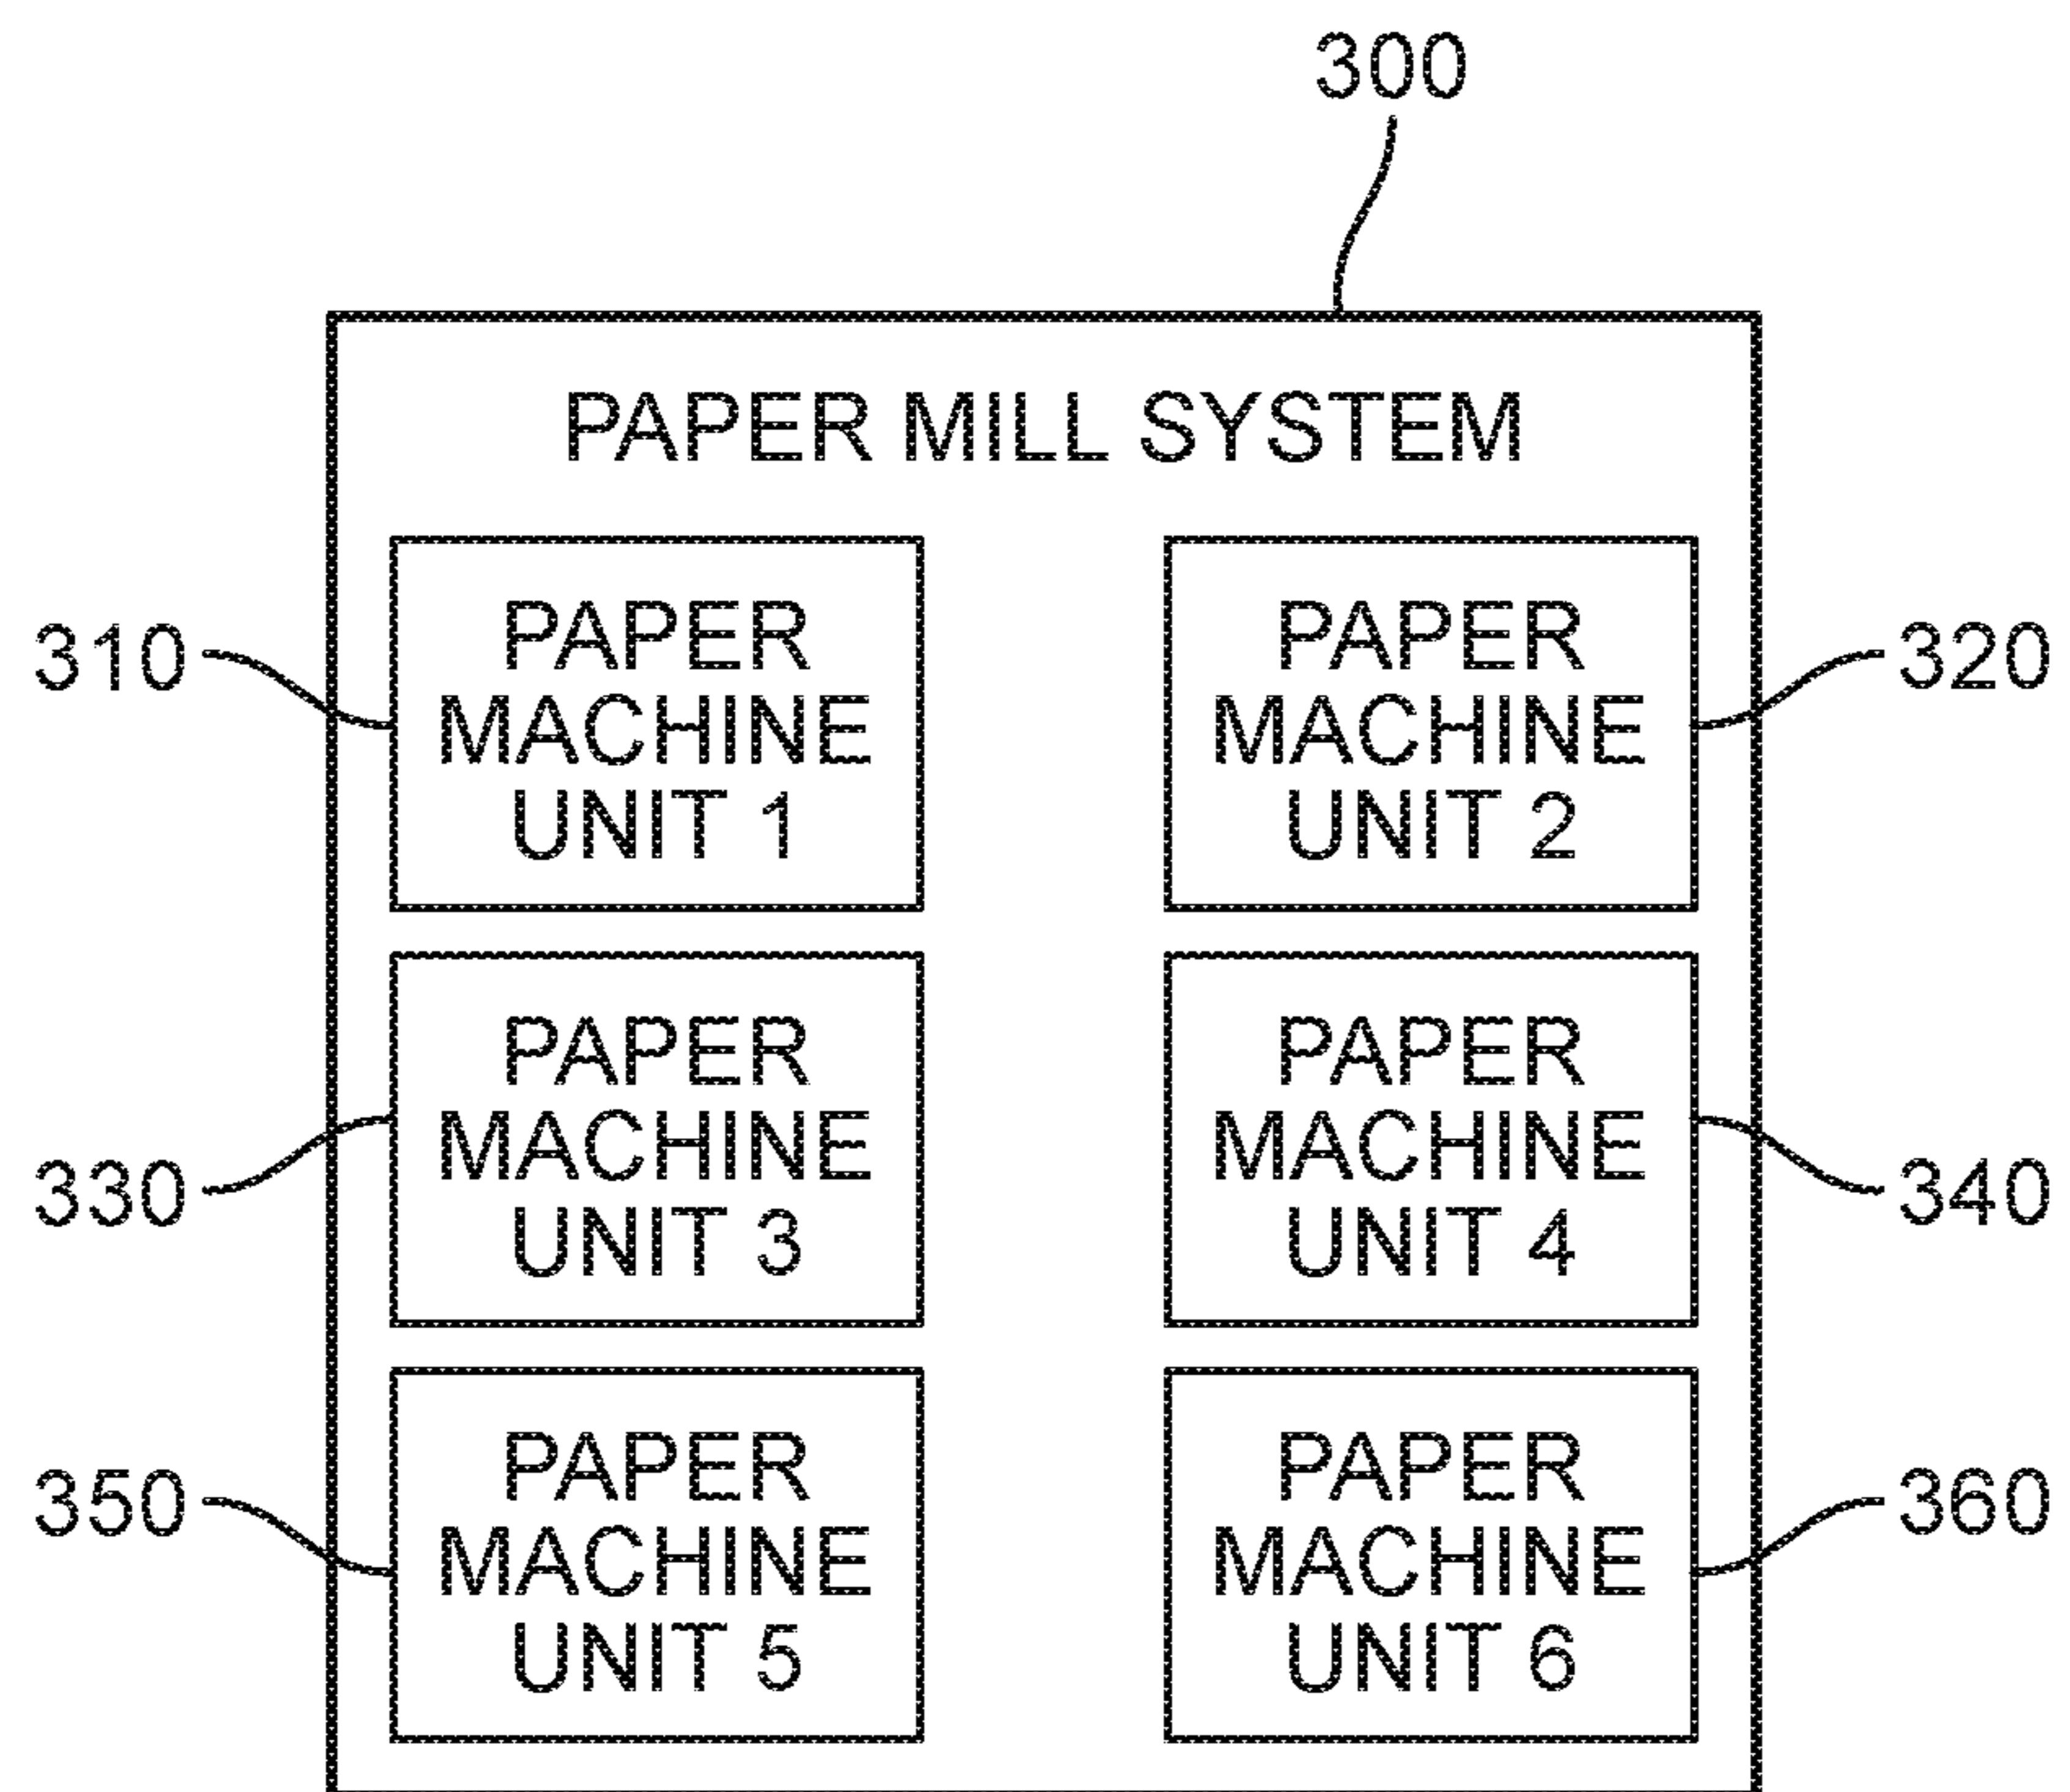 300
PAPER MILL SYSTEM
310
PAPER
MACHINE
UNIT 1
PAPER
MACHINE
UNIT 2
320
330
PAPER
MACHINE
UNIT 3
PAPER
MACHINE
UNIT 4
340
350
PAPER
MACHINE
UNIT 5
PAPER
MACHINE
UNIT 6
360